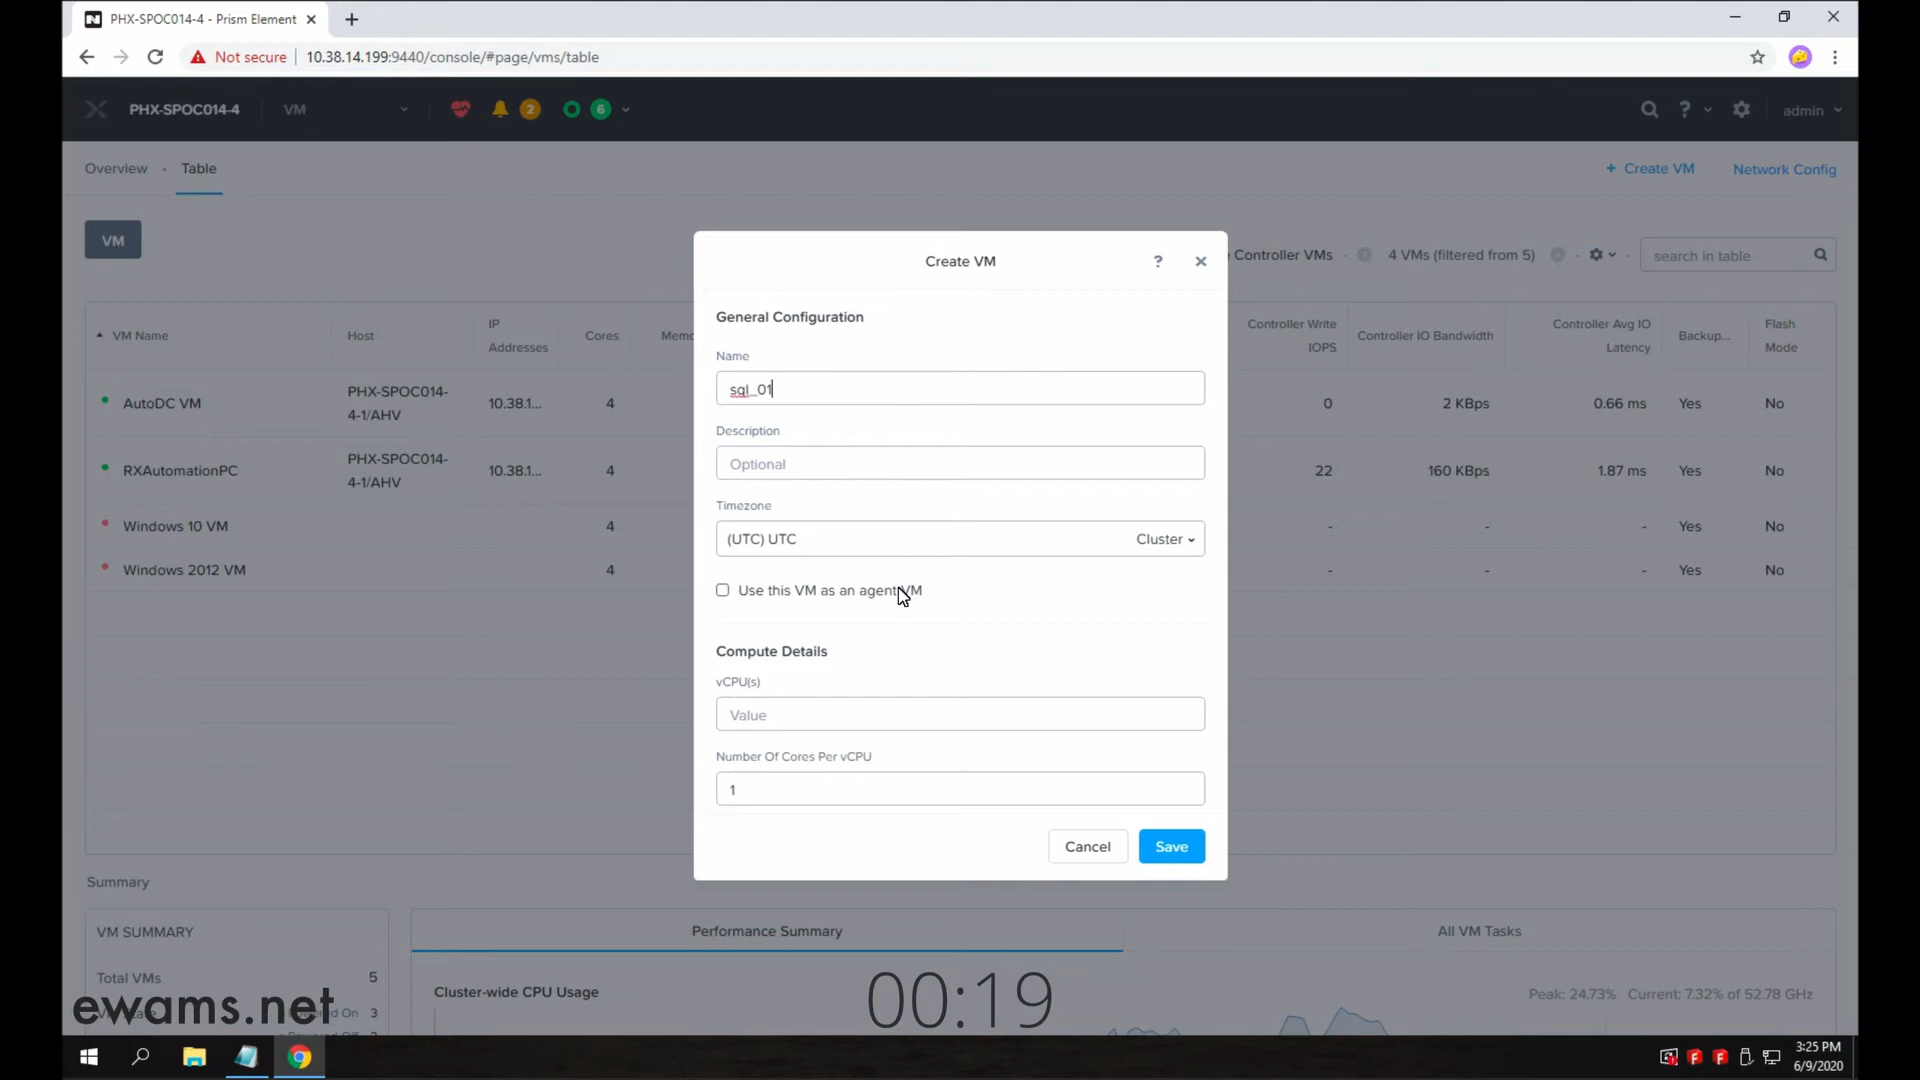 PHX-SPOC014-4 - Prism Element
Not secure
10.38.14.199:9440/console/#page/vms/table
PHX-SPOC014-4
VM
2
6
?
admin
Overview
Table
+ Create VM
Network Config
VM
Controller VMs
4 VMs (filtered from 5)
search in table
VM Name
Host
IP Addresses
Cores
Memo
Controller Write IOPS
Controller IO Bandwidth
Controller Avg IO Latency
Backup...
Flash Mode
AutoDC VM
PHX-SPOC014-4-1/AHV
10.38.1...
4
0
2 KBps
0.66 ms
Yes
No
RXAutomationPC
PHX-SPOC014-4-1/AHV
10.38.1...
4
22
160 KBps
1.87 ms
Yes
No
Windows 10 VM
4
-
-
-
Yes
No
Windows 2012 VM
4
-
-
-
Yes
No
Create VM
?
General Configuration
Name
sql_01
Description
Optional
Timezone
(UTC) UTC
Cluster
Use this VM as an agent VM
Compute Details
vCPU(s)
Value
Number Of Cores Per vCPU
1
Cancel
Save
Summary
VM SUMMARY
Total VMs
5
On
3
Performance Summary
All VM Tasks
Cluster-wide CPU Usage
Peak: 24.73% Current: 7.32% of 52.78 GHz
ewams.net
00:19
3:25 PM
6/9/2020